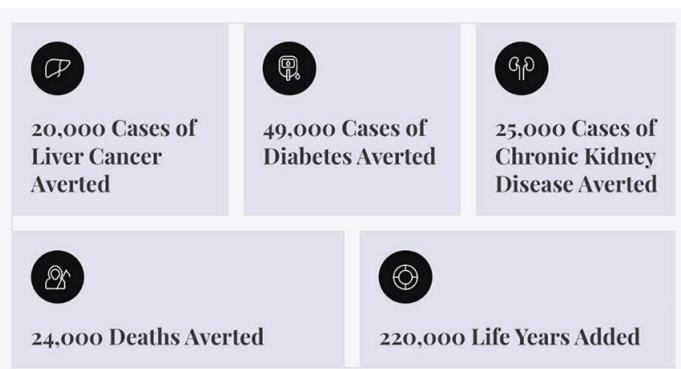 20,000 Cases of
Liver Cancer
Averted
49,000 Cases of
Diabetes Averted
25,000 Cases of
Chronic Kidney
Disease Averted
24,000 Deaths Averted
220,000 Life Years Added